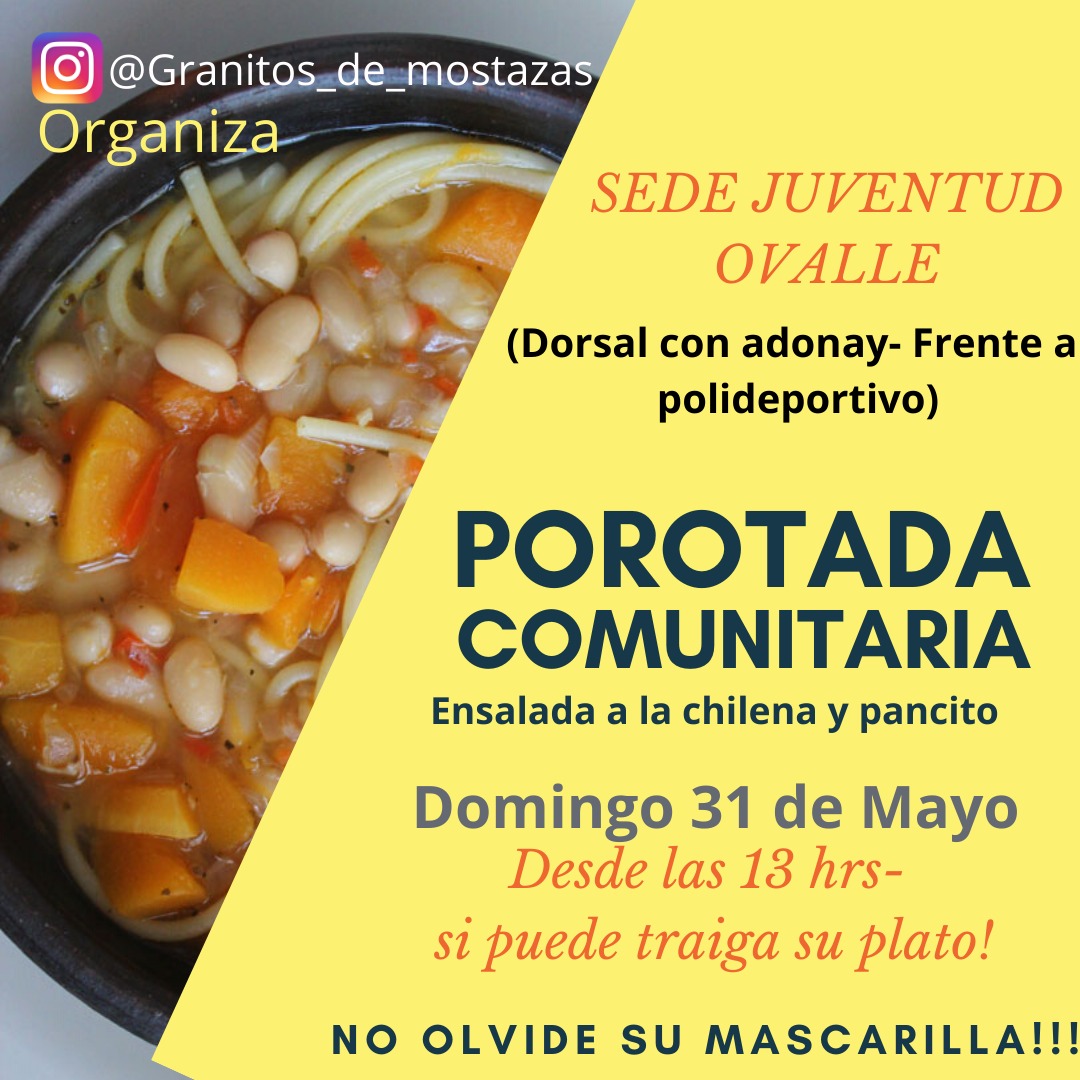 @Granitos_de_mostazas
Organiza
SEDE JUVENTUD
OVALLE
(Dorsal con adonay- Frente a
polideportivo)
POROTADA
COMUNITARIA
Ensalada a la chilena y pancito
Domingo 31 de Mayo
Desde las 13 hrs-
si puede traiga su plato!
NO OLVIDE SU MASCARILLA!!!